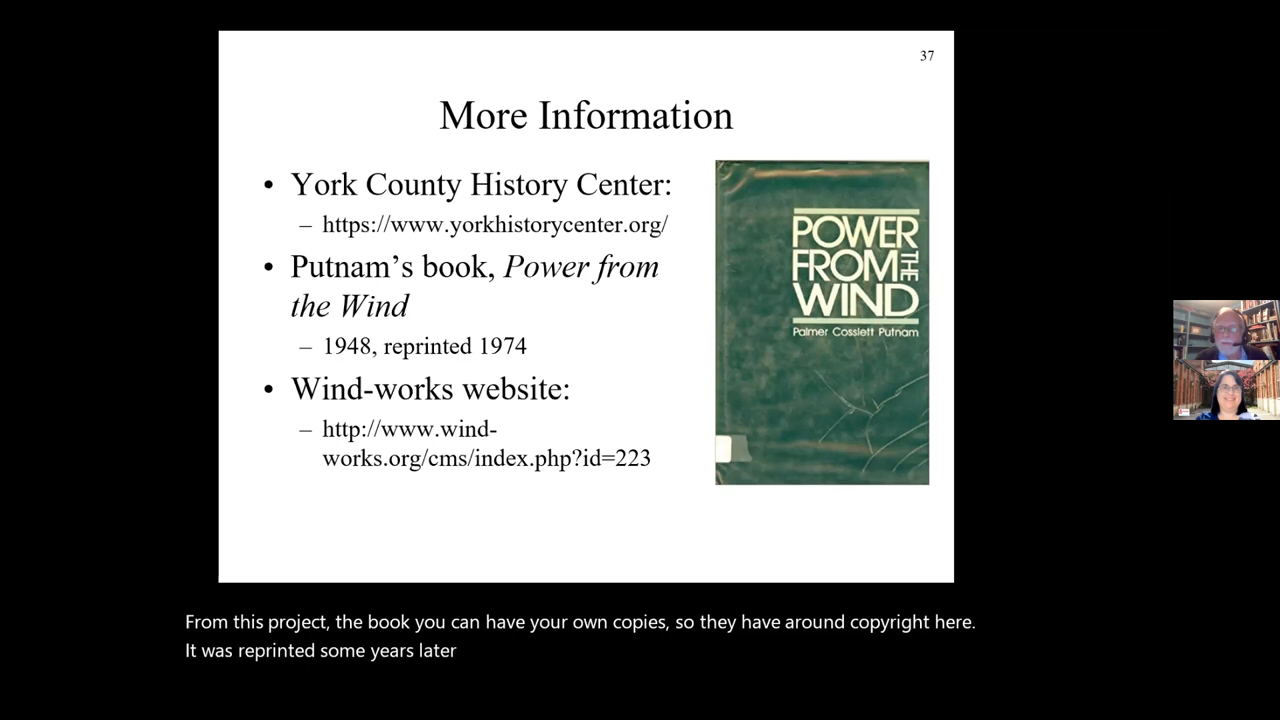 37
More Information
• York County History Center:
– https://www.yorkhistorycenter.org/
• Putnam’s book, Power from
the Wind
– 1948, reprinted 1974
• Wind-works website:
– http://www.wind-
works.org/cms/index.php?id=223
POWER
FROM THE
WIND
Palmer Cosslett Putnam
From this project, the book you can have your own copies, so they have around copyright here.
It was reprinted some years later